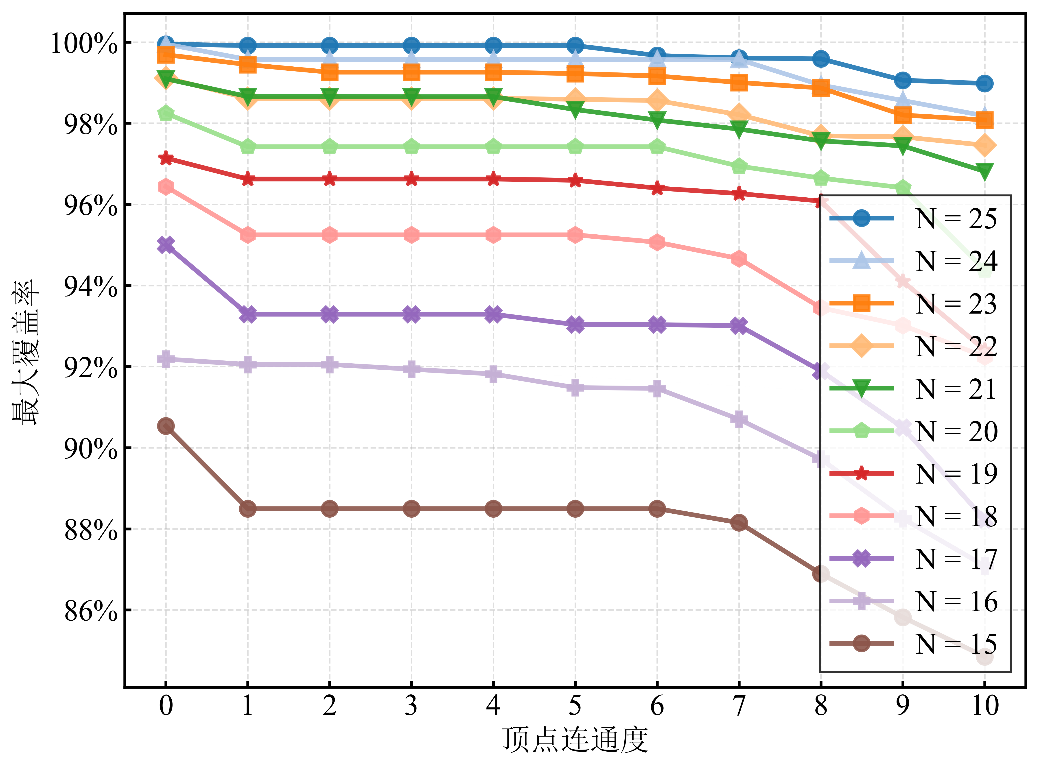 100%
98%
96%
94%
92%
90%
88%
86%
最大覆盖率
N = 25
N = 24
N = 23
N = 22
N = 21
N = 20
N = 19
N = 18
N = 17
N = 16
N = 15
0 1 2 3 4 5 6 7 8 9 10
顶点连通度